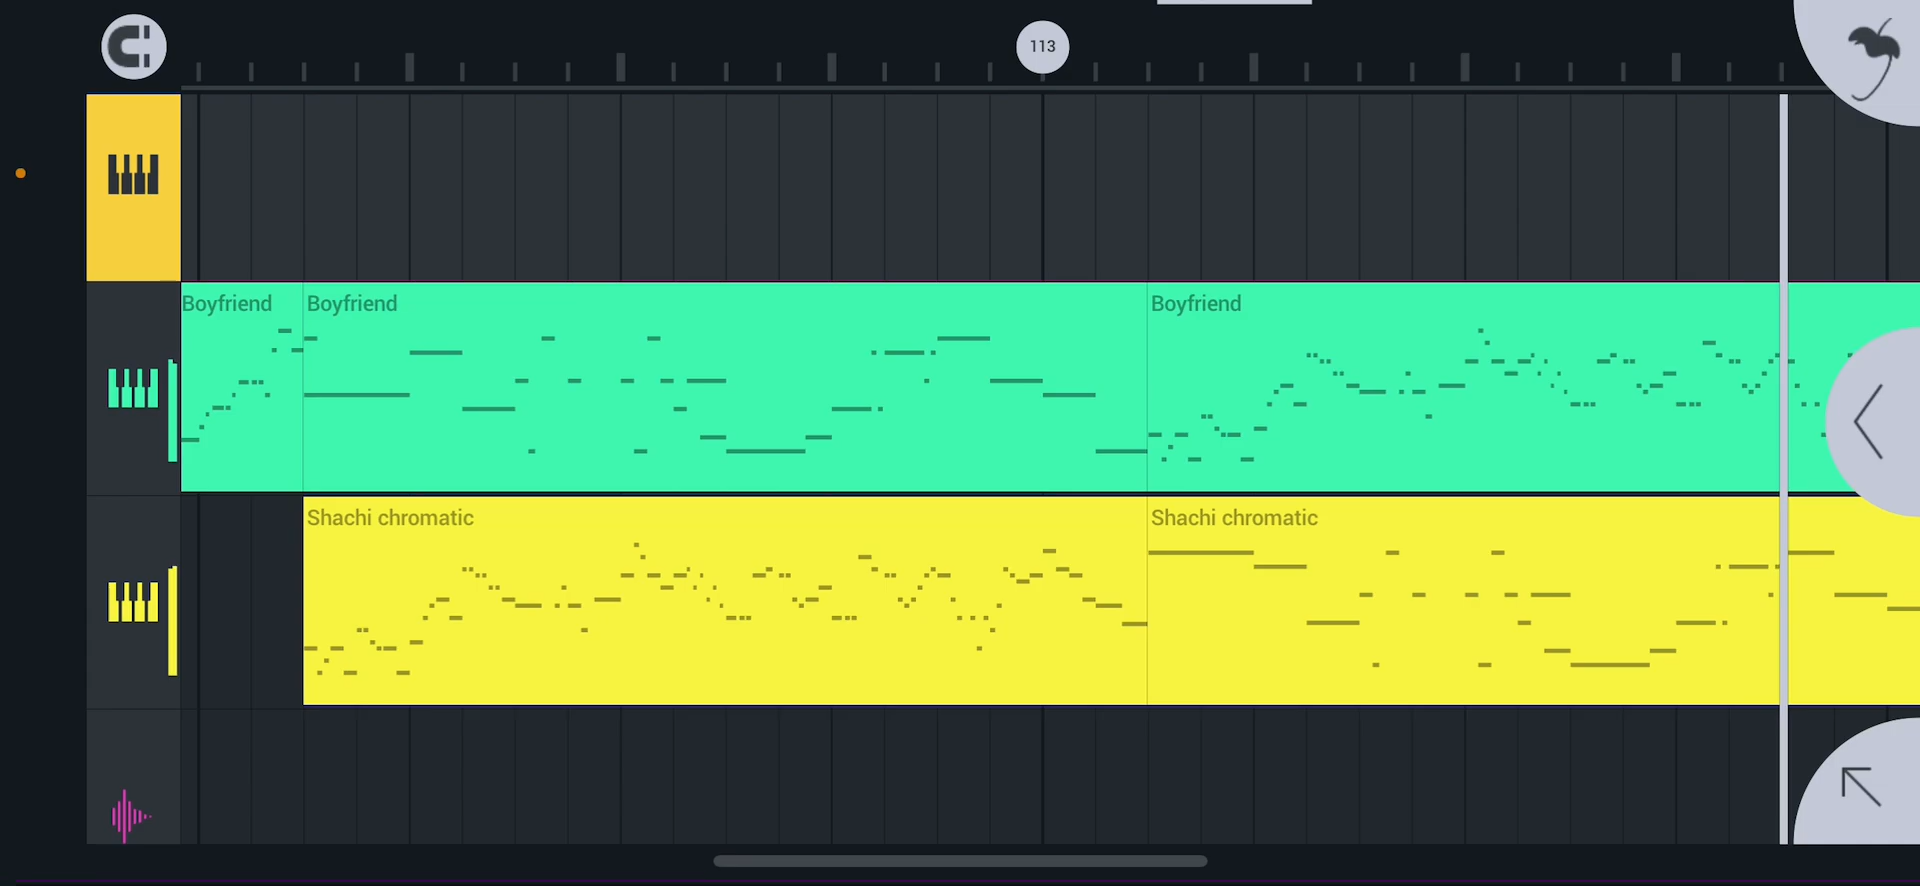 113
Boyfriend
Boyfriend
Boyfriend
Shachi chromatic
Shachi chromatic